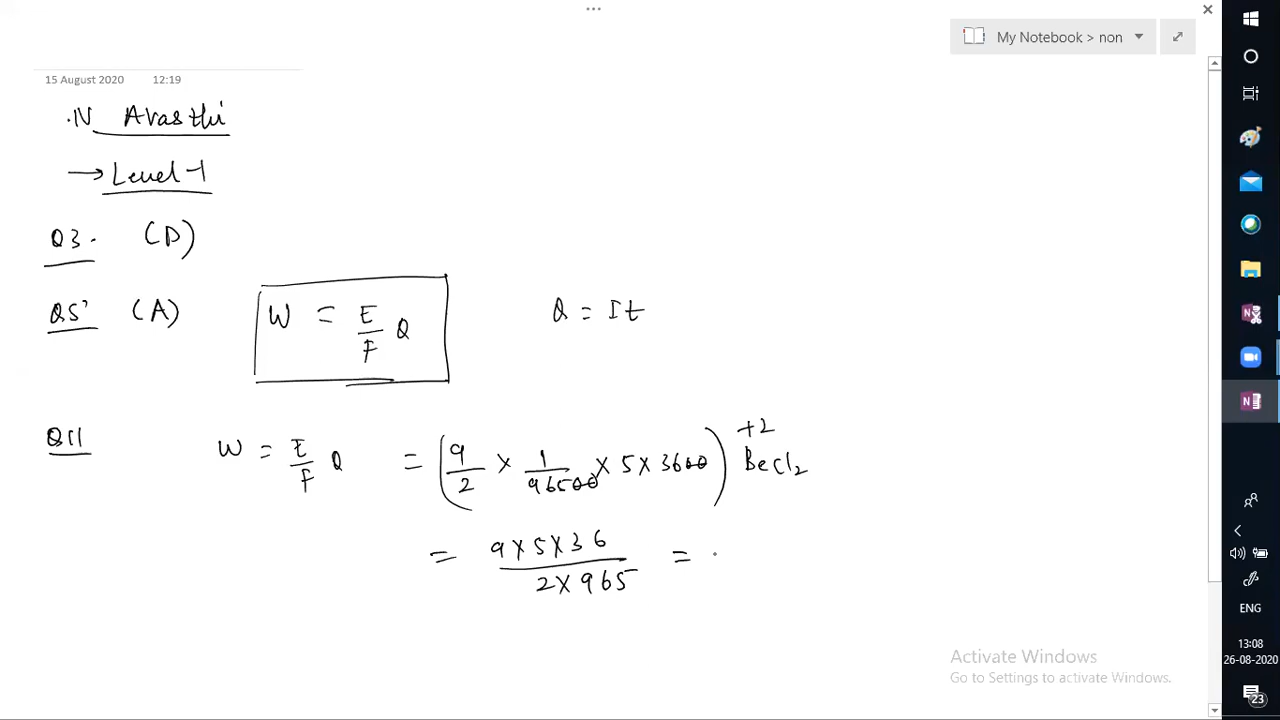 My Notebook > non
15 August 2020 12:19
.N Avasthi
→ Level-1
Q3. (D)
Q5' (A) W = E/F Q Q = It
Q11 W = E/F Q = (9/2 × 1/96500 × 5 × 3600) +2 BeCl₂
= 9×5×36 / 2×965 =
Activate Windows
Go to Settings to activate Windows.
ENG
13:08
26-08-2020
23